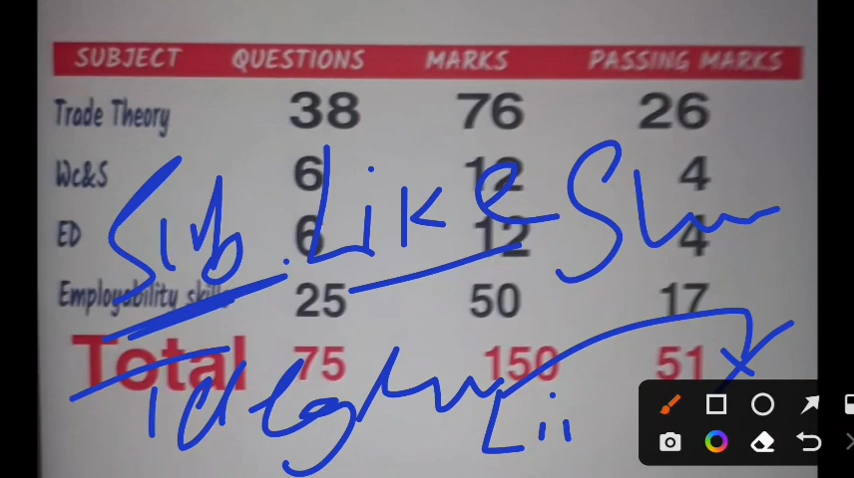 SUBJECT QUESTIONS MARKS PASSING MARKS
Trade Theory 38 76 26
Wc&S 6 12 4
ED 6 12 4
Employability skills 25 50 17
Total 75 150 51
Sub. Like